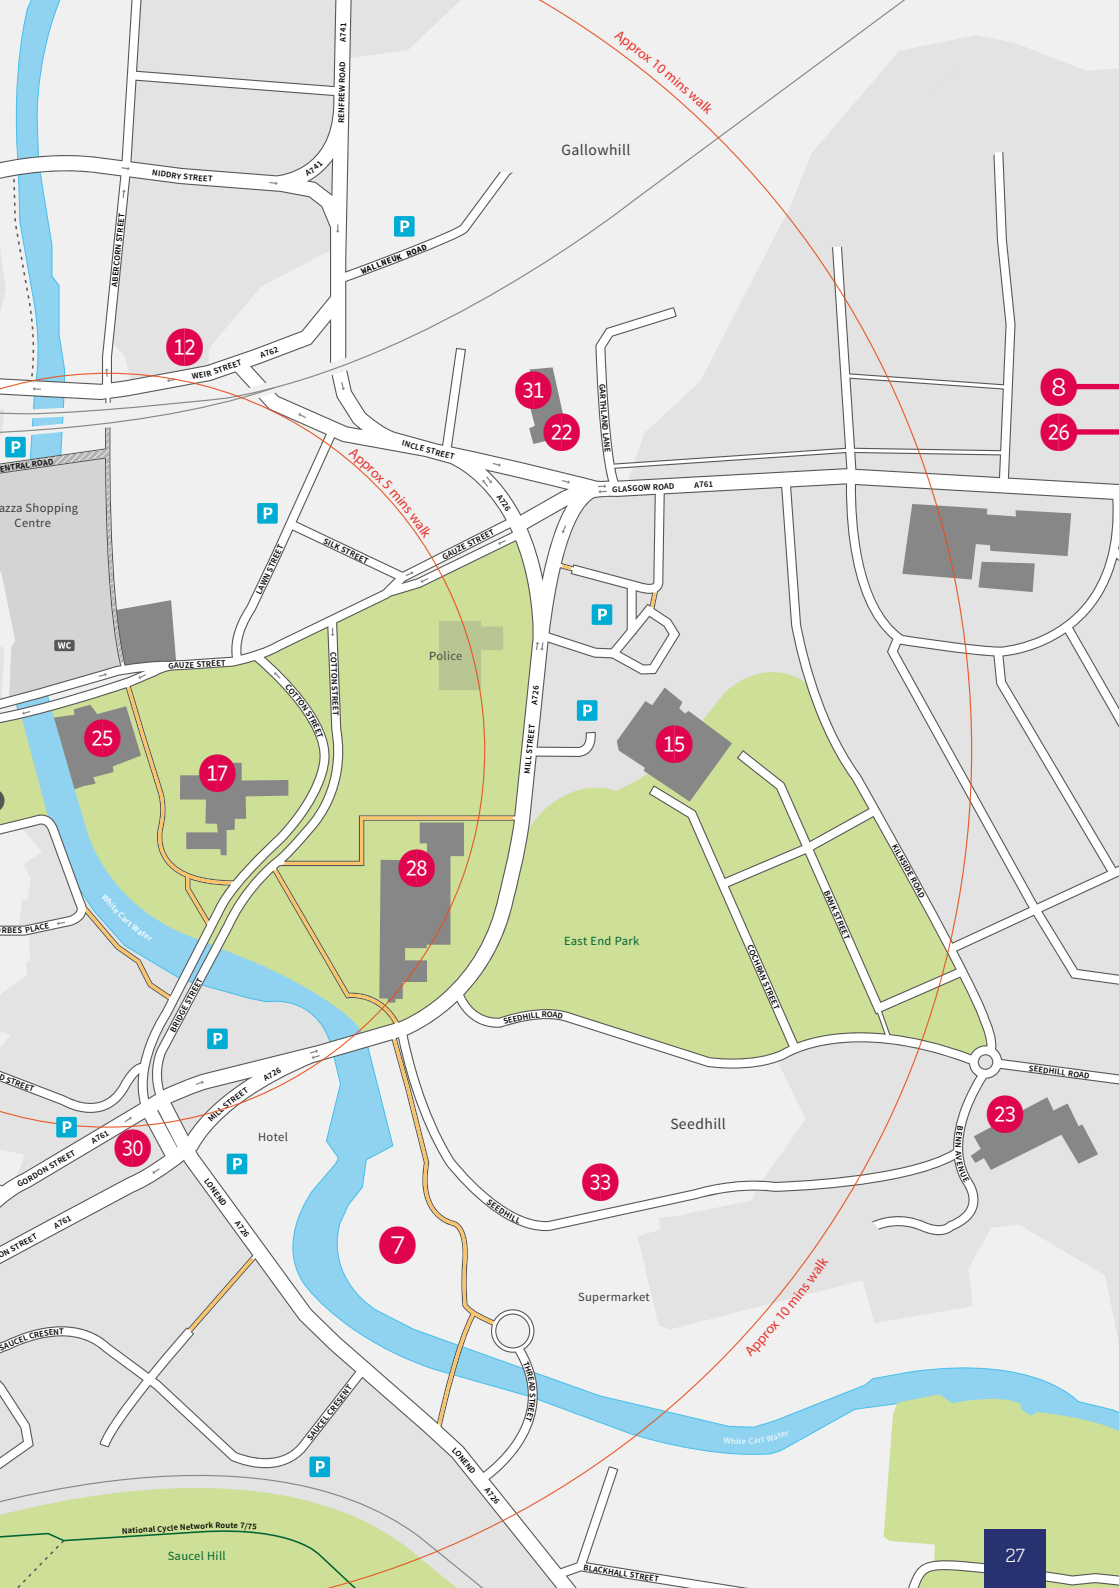 A741
RENFREW ROAD
Approx 10 mins walk
Gallowhill
NIDDRY STREET
A741
ABERCORN STREET
P
WALLNEUK ROAD
12
A762
WEIR STREET
31
22
GARTHLAND LANE
8
26
P
ENTRAL ROAD
INCLE STREET
Approx 5 mins walk
GLASGOW ROAD A761
A726
azza Shopping
Centre
P
SILK STREET
GAUZE STREET
LAWN STREET
P
WC
GAUZE STREET
Police
COTTON STREET
COTTON STREET
A726
MILL STREET
P
25
17
15
28
KILNSIDE ROAD
BANK STREET
COCHRAN STREET
East End Park
White Cart Water
RBES PLACE
BRIDGE STREET
SEEDHILL ROAD
P
A726
MILL STREET
D STREET
SEEDHILL ROAD
P
A761
GORDON STREET
30
Hotel
P
Seedhill
23
BENN AVENUE
33
SEEDHILL
LONEND
A726
A761
ON STREET
7
Supermarket
Approx 10 mins walk
SAUCEL CRESENT
SAUCEL CRESENT
THREAD STREET
White Cart Water
P
LONEND
A726
National Cycle Network Route 7/75
Saucel Hill
BLACKHALL STREET
27